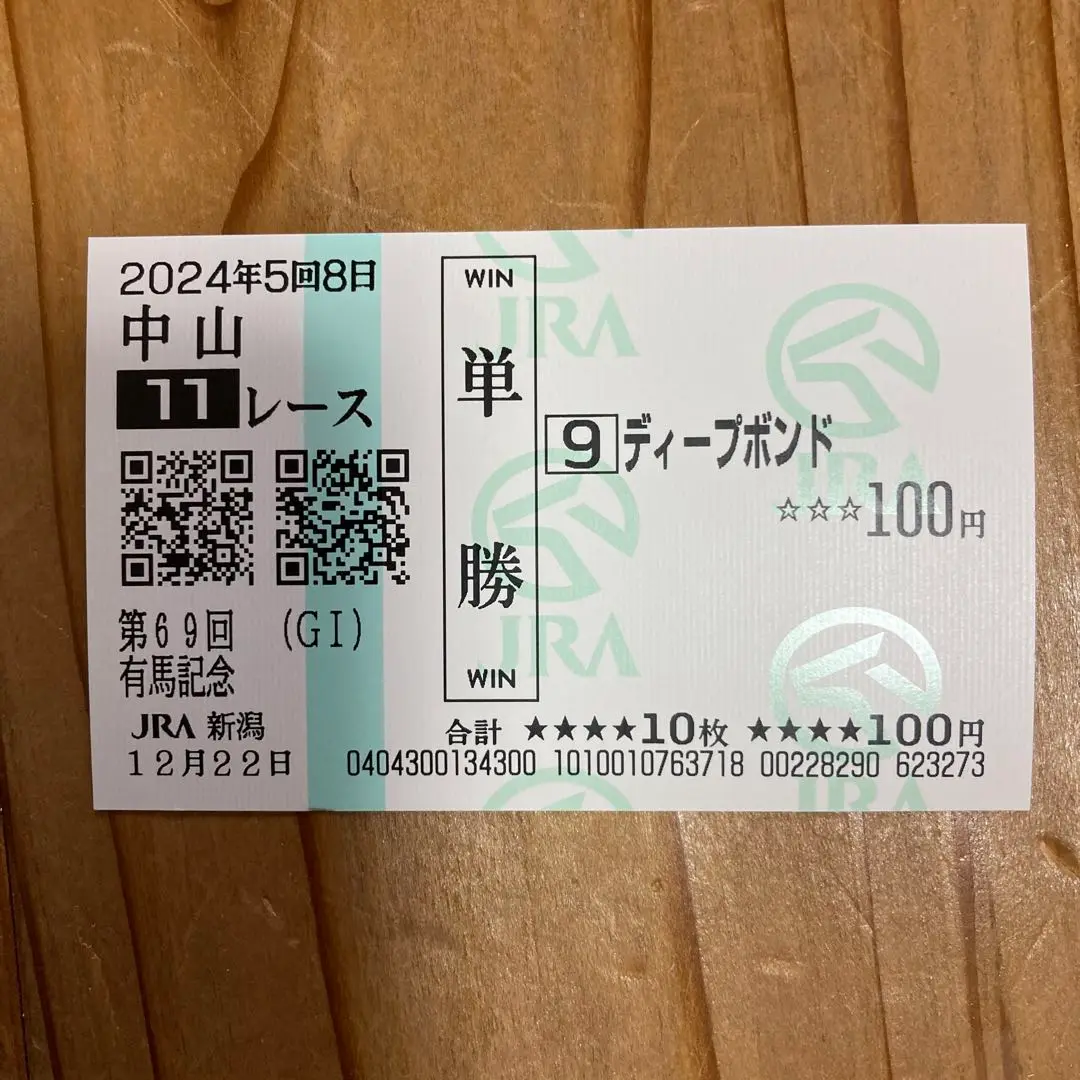 2024年5回8日
中山
11レース
第69回 (GI)
有馬記念
JRA 新潟
12月22日
WIN
単勝
WIN
9 ディープボンド
☆☆☆100円
合計 ★★★★10枚 ★★★★100円
0404300134300 1010010763718 00228290 623273
JRA
JRA
JRA
JRA